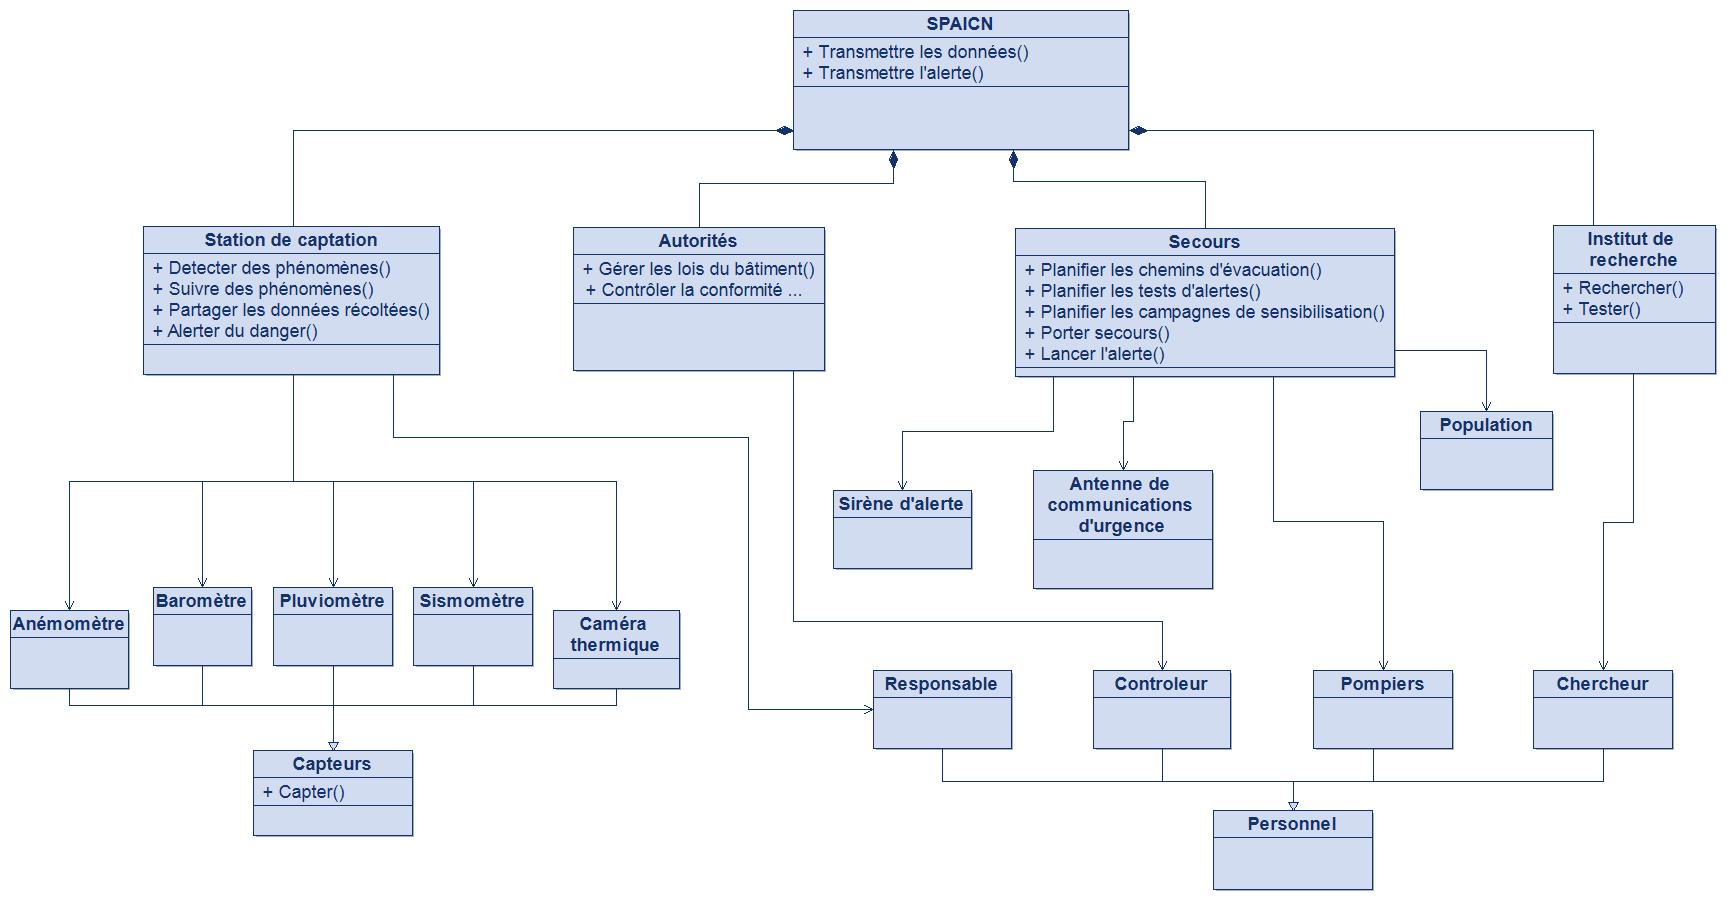 SPAICN
+ Transmettre les données()
+ Transmettre l'alerte()
Station de captation
+ Detecter des phénomènes()
+ Suivre des phénomènes()
+ Partager les données récoltées()
+ Alerter du danger()
Autorités
+ Gérer les lois du bâtiment()
+ Contrôler la conformité ...
Secours
+ Planifier les chemins d'évacuation()
+ Planifier les tests d'alertes()
+ Planifier les campagnes de sensibilisation()
+ Porter secours()
+ Lancer l'alerte()
Institut de
recherche
+ Rechercher()
+ Tester()
Population
Sirène d'alerte
Antenne de
communications
d'urgence
Anémomètre
Baromètre
Pluviomètre
Sismomètre
Caméra
thermique
Responsable
Controleur
Pompiers
Chercheur
Capteurs
+ Capter()
Personnel